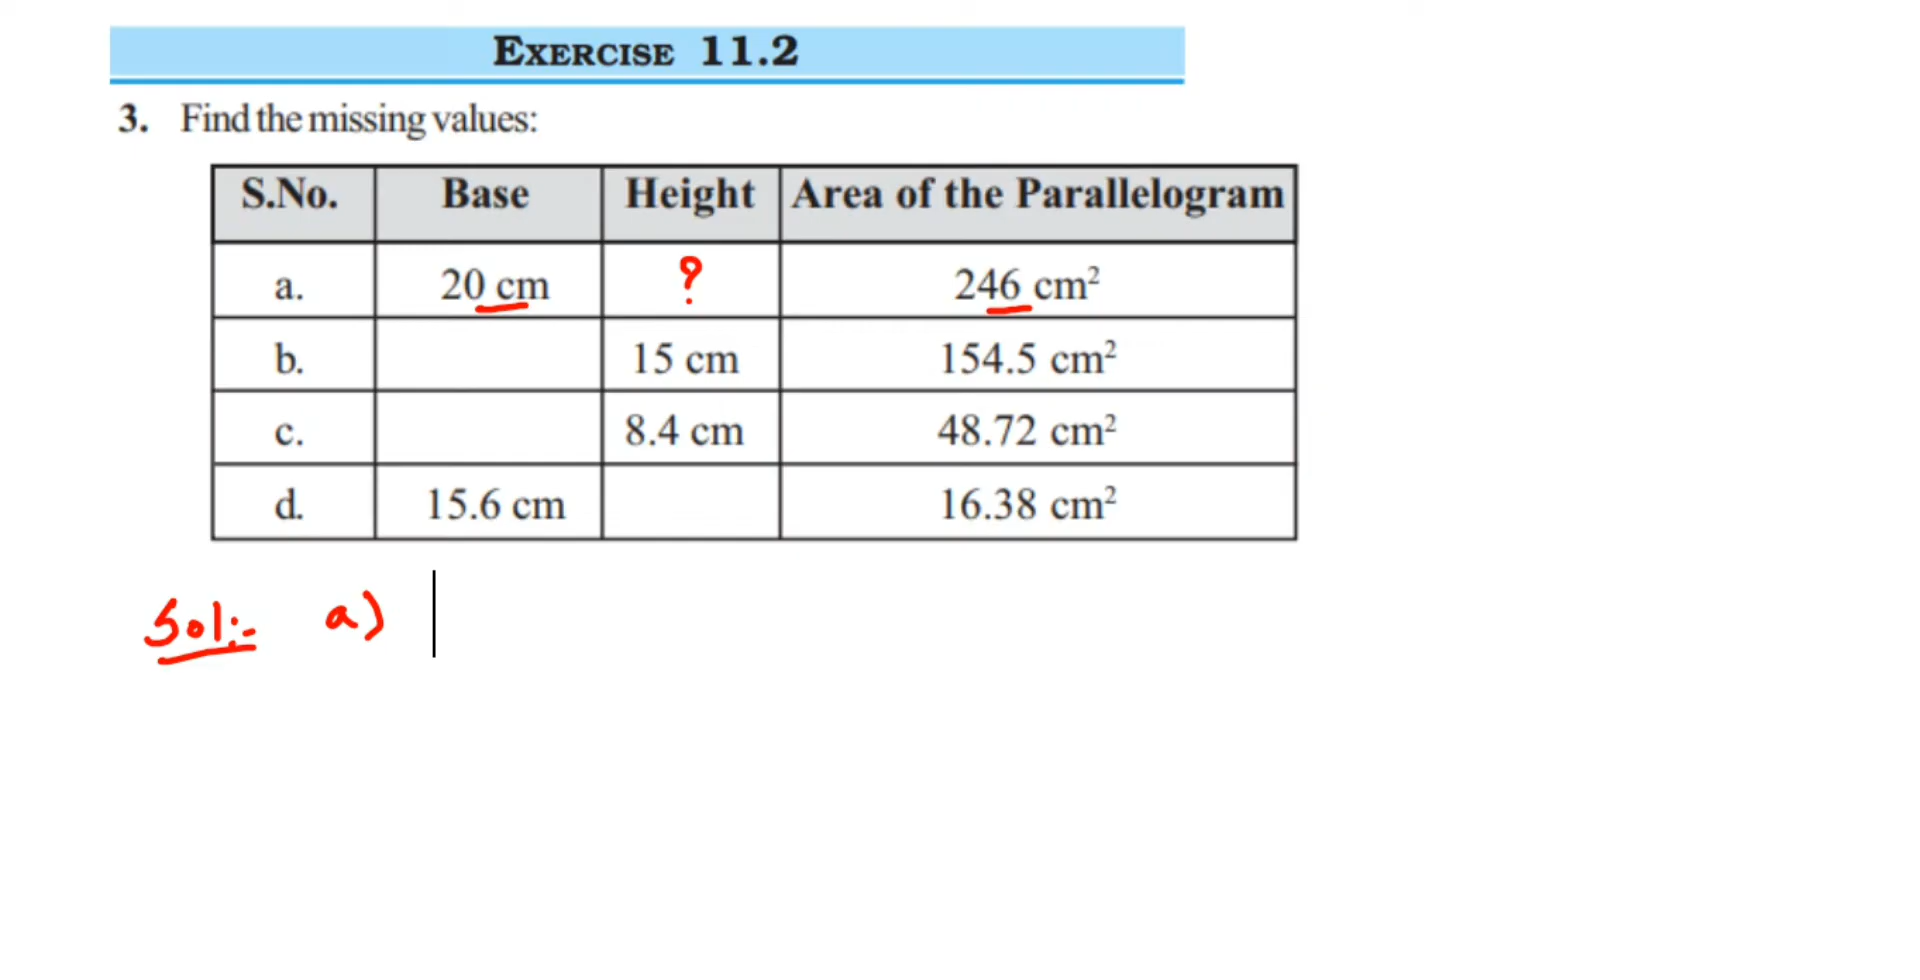 EXERCISE 11.2
3. Find the missing values:
S.No. Base Height Area of the Parallelogram
a. 20 cm ? 246 cm²
b. 15 cm 154.5 cm²
c. 8.4 cm 48.72 cm²
d. 15.6 cm 16.38 cm²
Sol:- a)